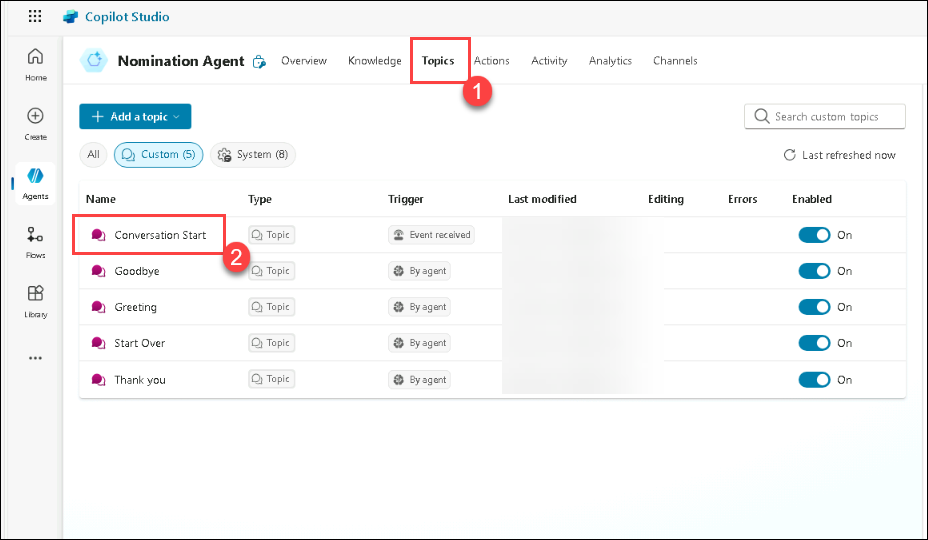 Copilot Studio
Home
Create
Agents
Flows
Library
Nomination Agent Overview Knowledge Topics Actions Activity Analytics Channels
1
Add a topic
Search custom topics
All Custom (5) System (8)
Last refreshed now
Name Type Trigger Last modified Editing Errors Enabled
Conversation Start Topic Event received On
2
Goodbye Topic By agent On
Greeting Topic By agent On
Start Over Topic By agent On
Thank you Topic By agent On